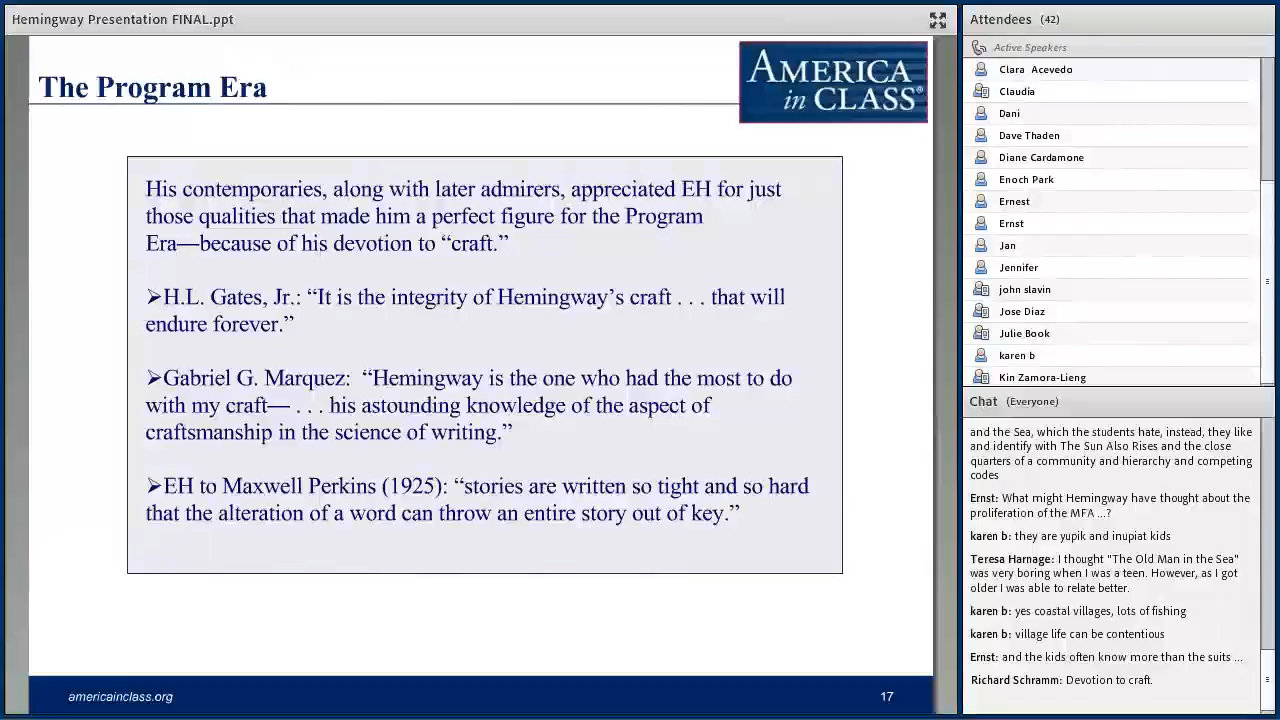 Hemingway Presentation FINAL.ppt
The Program Era
AMERICA
in CLASS®
His contemporaries, along with later admirers, appreciated EH for just
those qualities that made him a perfect figure for the Program
Era—because of his devotion to “craft.”
➢H.L. Gates, Jr.: “It is the integrity of Hemingway’s craft . . . that will
endure forever.”
➢Gabriel G. Marquez:  “Hemingway is the one who had the most to do
with my craft— . . . his astounding knowledge of the aspect of
craftsmanship in the science of writing.”
➢EH to Maxwell Perkins (1925): “stories are written so tight and so hard
that the alteration of a word can throw an entire story out of key.”
americainclass.org
17
Attendees (42)
Active Speakers
Clara Acevedo
Claudia
Dani
Dave Thaden
Diane Cardamone
Enoch Park
Ernest
Ernst
Jan
Jennifer
john slavin
Jose Diaz
Julie Book
karen b
Kin Zamora-Lieng
Chat (Everyone)
and the Sea, which the students hate, instead, they like
and identify with The Sun Also Rises and the close
quarters of a community and hierarchy and competing
codes
Ernst: What might Hemingway have thought about the
proliferation of the MFA ...?
karen b: they are yupik and inupiat kids
Teresa Harnage: I thought "The Old Man in the Sea"
was very boring when I was a teen. However, as I got
older I was able to relate better.
karen b: yes coastal villages, lots of fishing
karen b: village life can be contentious
Ernst: and the kids often know more than the suits ...
Richard Schramm: Devotion to craft.